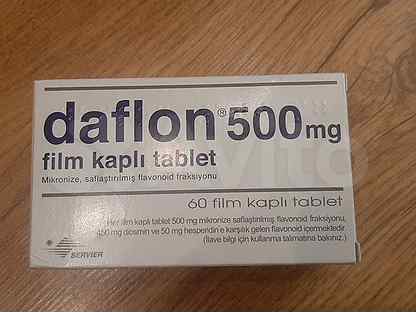 daflon® 500 mg
film kaplı tablet
Mikronize, saflaştırılmış flavonoid fraksiyonu
60 film kaplı tablet
Her film kaplı tablet 500 mg mikronize saflaştırılmış flavonoid fraksiyonu,
450 mg diosmin ve 50 mg hesperidin'e karşılık gelen flavonoid içermektedir.
(İlave bilgi için kullanma talimatına bakınız.)
SERVIER